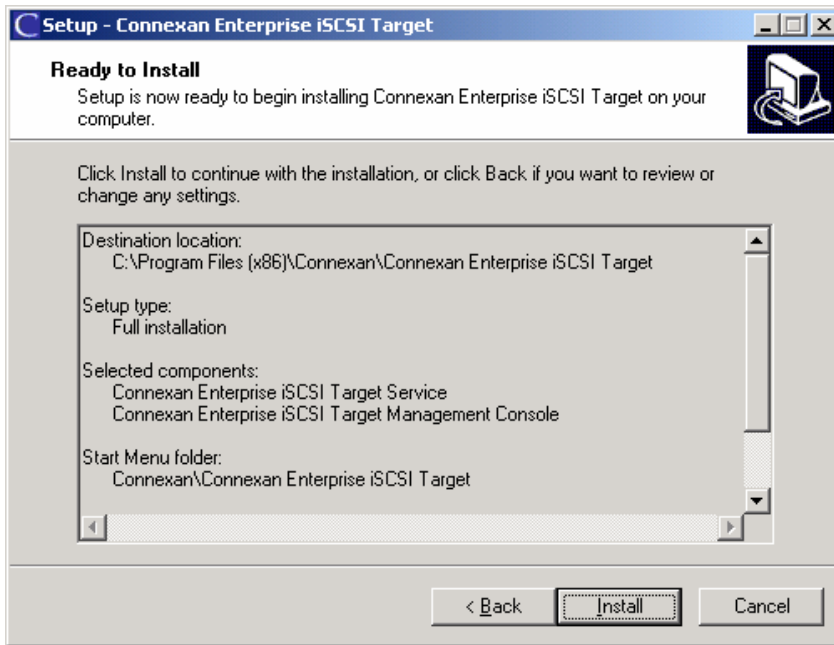 Setup - Connexan Enterprise iSCSI Target
Ready to Install
Setup is now ready to begin installing Connexan Enterprise iSCSI Target on your
computer.
Click Install to continue with the installation, or click Back if you want to review or
change any settings.
Destination location:
C:\Program Files (x86)\Connexan\Connexan Enterprise iSCSI Target
Setup type:
Full installation
Selected components:
Connexan Enterprise iSCSI Target Service
Connexan Enterprise iSCSI Target Management Console
Start Menu folder:
Connexan\Connexan Enterprise iSCSI Target
< Back Install Cancel